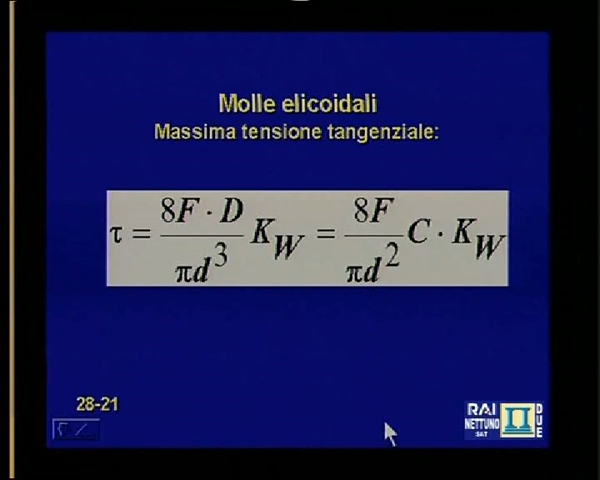 Molle elicoidali
Massima tensione tangenziale:
τ = 8F · D / πd³ K_W = 8F / πd² C · K_W
28-21
RAI
NETTUNO
SAT
DUE